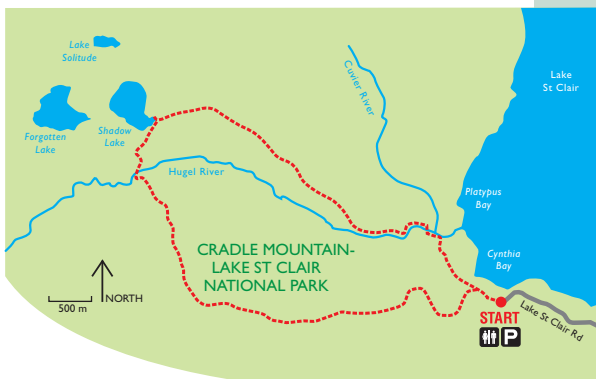 Lake
Solitude
Cuvier River
Lake
St Clair
Forgotten
Lake
Shadow
Lake
Hugel River
Platypus
Bay
CRADLE MOUNTAIN-
LAKE ST CLAIR
NATIONAL PARK
Cynthia
Bay
NORTH
500 m
START
P
Lake St Clair Rd